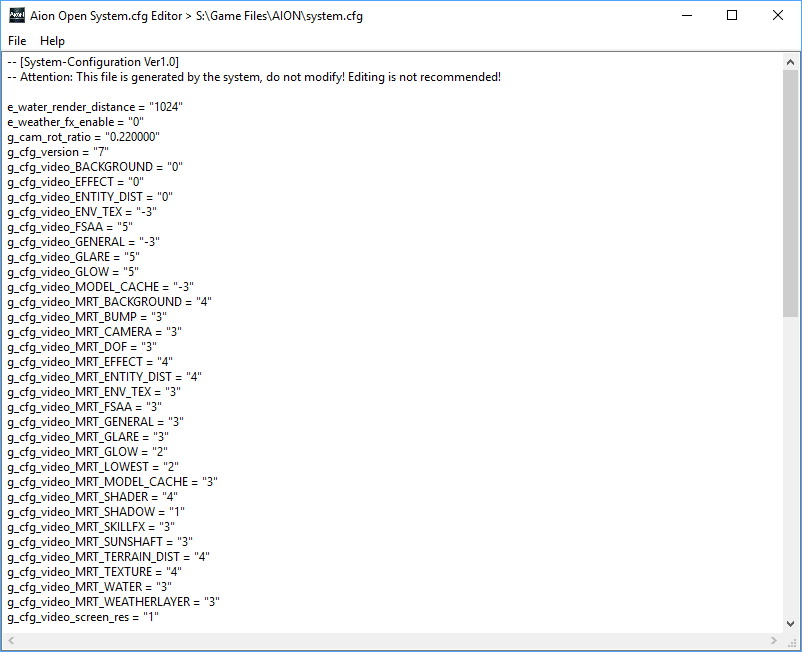 AION
Aion Open System.cfg Editor > S:\Game Files\AION\system.cfg
File Help
-- [System-Configuration Ver1.0]
-- Attention: This file is generated by the system, do not modify! Editing is not recommended!
e_water_render_distance = "1024"
e_weather_fx_enable = "0"
g_cam_rot_ratio = "0.220000"
g_cfg_version = "7"
g_cfg_video_BACKGROUND = "0"
g_cfg_video_EFFECT = "0"
g_cfg_video_ENTITY_DIST = "0"
g_cfg_video_ENV_TEX = "-3"
g_cfg_video_FSAA = "5"
g_cfg_video_GENERAL = "-3"
g_cfg_video_GLARE = "5"
g_cfg_video_GLOW = "5"
g_cfg_video_MODEL_CACHE = "-3"
g_cfg_video_MRT_BACKGROUND = "4"
g_cfg_video_MRT_BUMP = "3"
g_cfg_video_MRT_CAMERA = "3"
g_cfg_video_MRT_DOF = "3"
g_cfg_video_MRT_EFFECT = "4"
g_cfg_video_MRT_ENTITY_DIST = "4"
g_cfg_video_MRT_ENV_TEX = "3"
g_cfg_video_MRT_FSAA = "3"
g_cfg_video_MRT_GENERAL = "3"
g_cfg_video_MRT_GLARE = "3"
g_cfg_video_MRT_GLOW = "2"
g_cfg_video_MRT_LOWEST = "2"
g_cfg_video_MRT_MODEL_CACHE = "3"
g_cfg_video_MRT_SHADER = "4"
g_cfg_video_MRT_SHADOW = "1"
g_cfg_video_MRT_SKILLFX = "3"
g_cfg_video_MRT_SUNSHAFT = "3"
g_cfg_video_MRT_TERRAIN_DIST = "4"
g_cfg_video_MRT_TEXTURE = "4"
g_cfg_video_MRT_WATER = "3"
g_cfg_video_MRT_WEATHERLAYER = "3"
g_cfg_video_screen_res = "1"